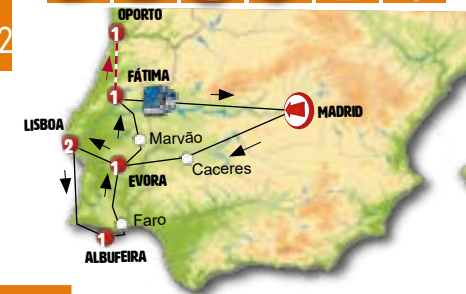 2
OPORTO
1
FÁTIMA
1
MADRID
LISBOA
2
Marvão
1
EVORA
Caceres
Faro
1
ALBUFEIRA